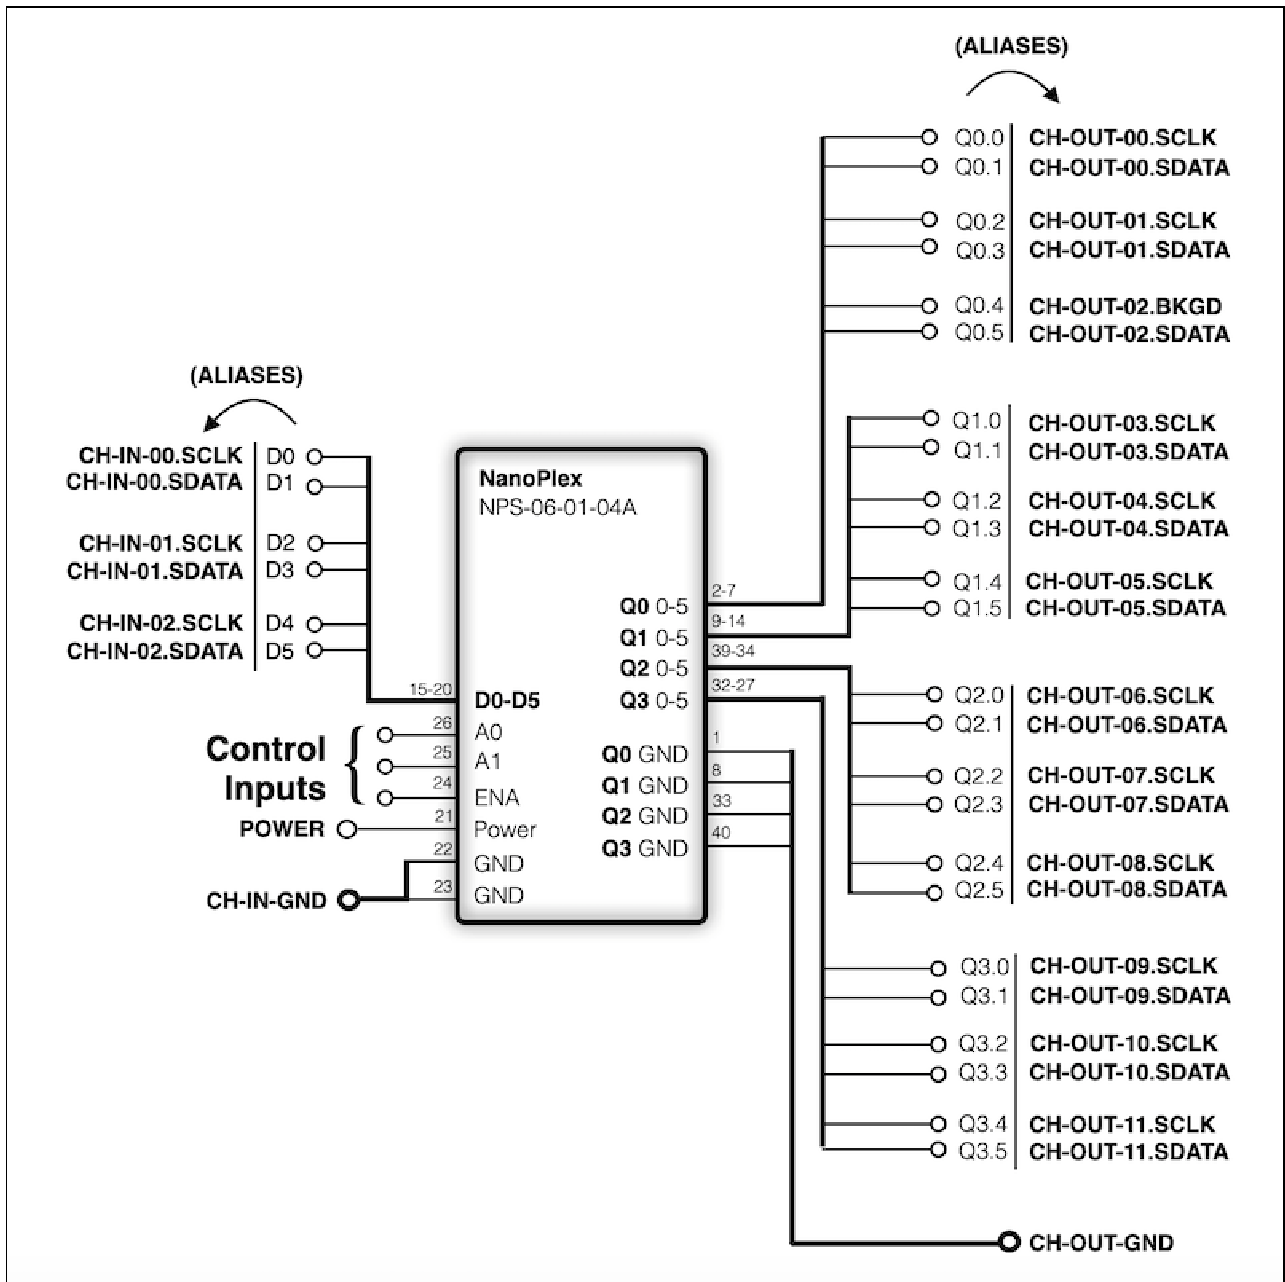 (ALIASES)
Q0.0 CH-OUT-00.SCLK
Q0.1 CH-OUT-00.SDATA
Q0.2 CH-OUT-01.SCLK
Q0.3 CH-OUT-01.SDATA
Q0.4 CH-OUT-02.BKGD
Q0.5 CH-OUT-02.SDATA
(ALIASES)
CH-IN-00.SCLK D0
CH-IN-00.SDATA D1
CH-IN-01.SCLK D2
CH-IN-01.SDATA D3
CH-IN-02.SCLK D4
CH-IN-02.SDATA D5
Q1.0 CH-OUT-03.SCLK
Q1.1 CH-OUT-03.SDATA
Q1.2 CH-OUT-04.SCLK
Q1.3 CH-OUT-04.SDATA
Q1.4 CH-OUT-05.SCLK
Q1.5 CH-OUT-05.SDATA
NanoPlex
NPS-06-01-04A
Q0 0-5 2-7
Q1 0-5 9-14
Q2 0-5 39-34
Q3 0-5 32-27
15-20 D0-D5
Control
Inputs
26 A0
25 A1
24 ENA
POWER 21 Power
22 GND
CH-IN-GND 23 GND
Q0 GND 1
Q1 GND 8
Q2 GND 33
Q3 GND 40
Q2.0 CH-OUT-06.SCLK
Q2.1 CH-OUT-06.SDATA
Q2.2 CH-OUT-07.SCLK
Q2.3 CH-OUT-07.SDATA
Q2.4 CH-OUT-08.SCLK
Q2.5 CH-OUT-08.SDATA
Q3.0 CH-OUT-09.SCLK
Q3.1 CH-OUT-09.SDATA
Q3.2 CH-OUT-10.SCLK
Q3.3 CH-OUT-10.SDATA
Q3.4 CH-OUT-11.SCLK
Q3.5 CH-OUT-11.SDATA
CH-OUT-GND